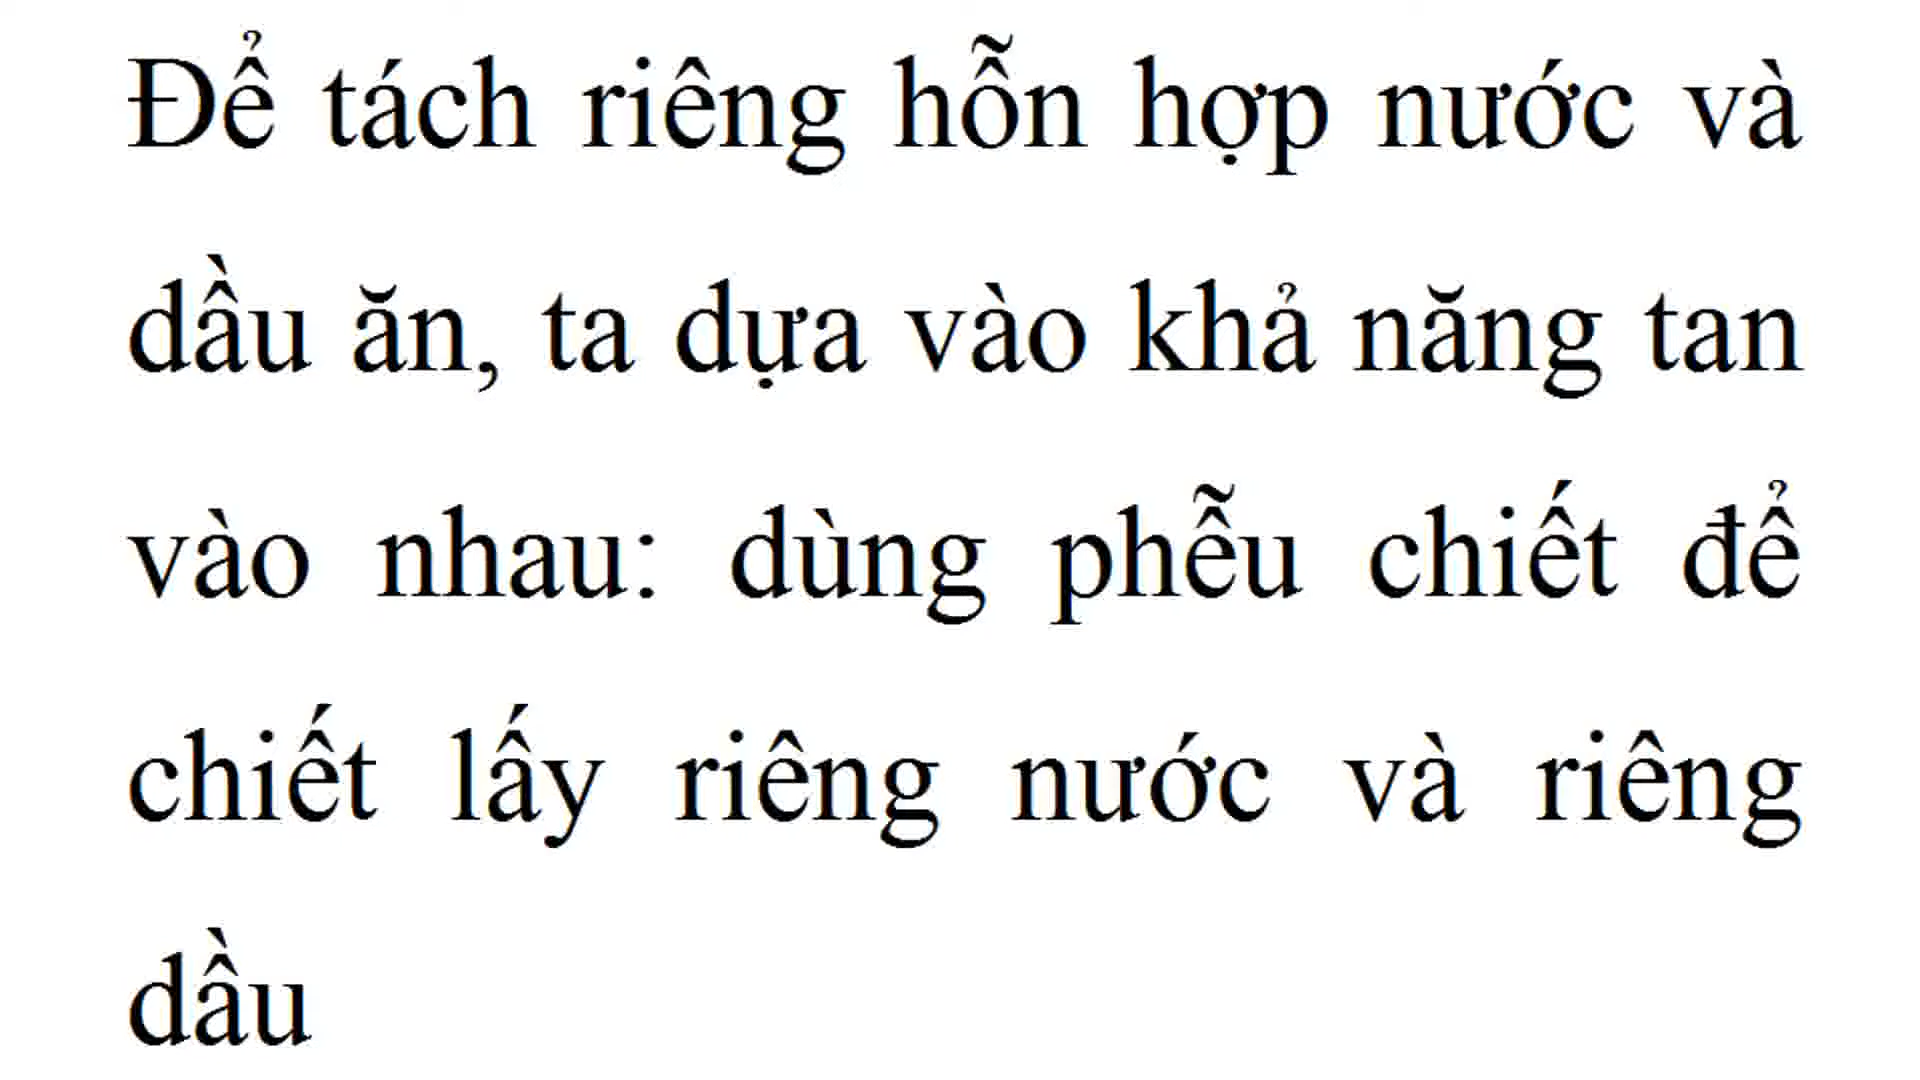 Để tách riêng hỗn hợp nước và
dầu ăn, ta dựa vào khả năng tan
vào nhau: dùng phễu chiết để
chiết lấy riêng nước và riêng
dầu